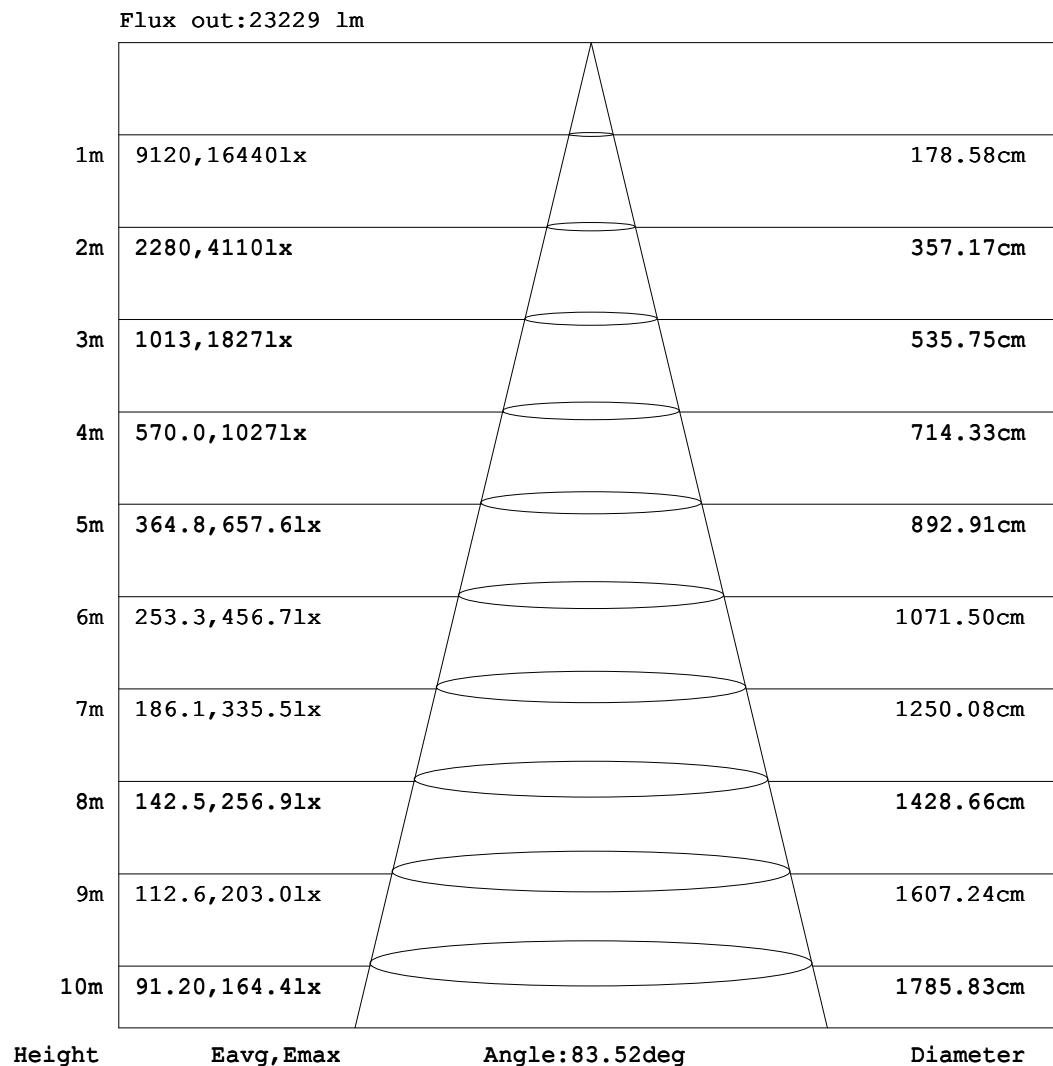 Flux out:23229 lm
1m 9120,16440lx 178.58cm
2m 2280,4110lx 357.17cm
3m 1013,1827lx 535.75cm
4m 570.0,1027lx 714.33cm
5m 364.8,657.6lx 892.91cm
6m 253.3,456.7lx 1071.50cm
7m 186.1,335.5lx 1250.08cm
8m 142.5,256.9lx 1428.66cm
9m 112.6,203.0lx 1607.24cm
10m 91.20,164.4lx 1785.83cm
Height Eavg,Emax Angle:83.52deg Diameter